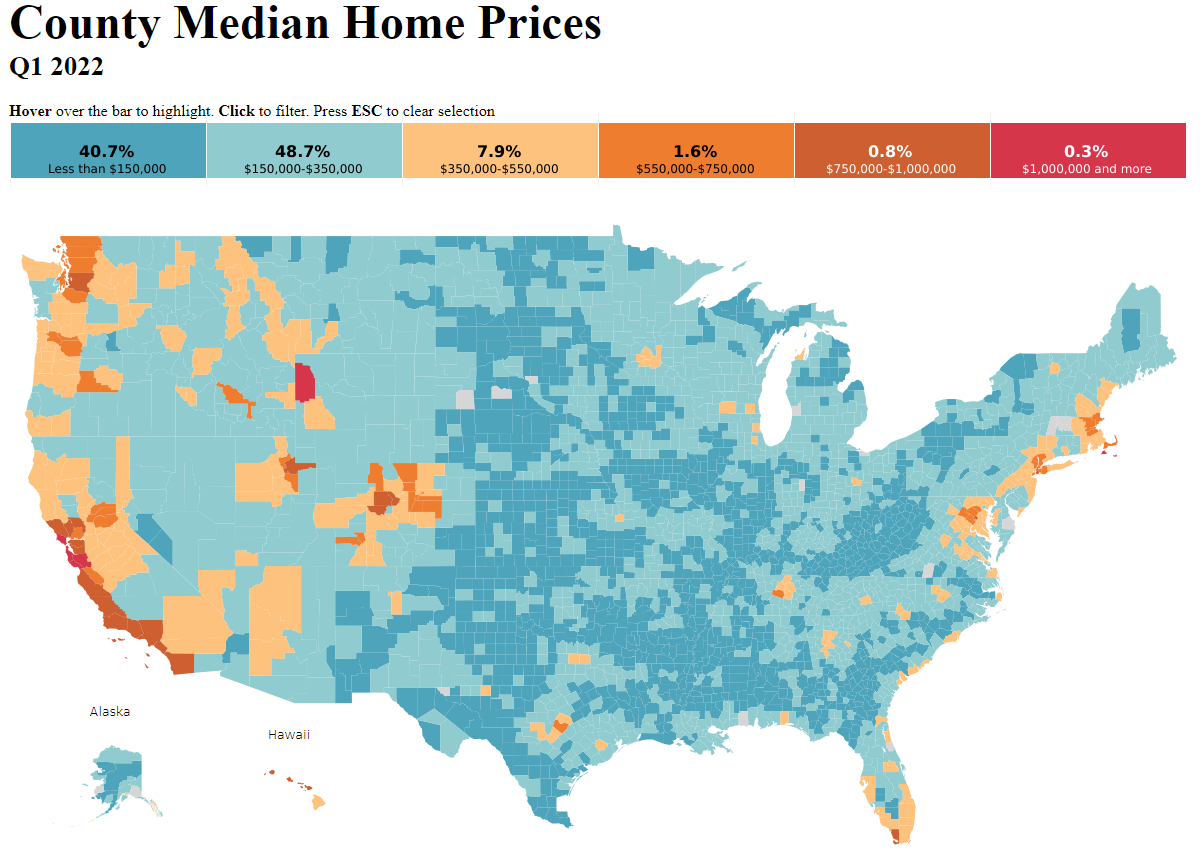 County Median Home Prices
Q1 2022
Hover over the bar to highlight. Click to filter. Press ESC to clear selection
40.7% 48.7% 7.9% 1.6% 0.8% 0.3%
Less than $150,000 $150,000-$350,000 $350,000-$550,000 $550,000-$750,000 $750,000-$1,000,000 $1,000,000 and more
Alaska
Hawaii